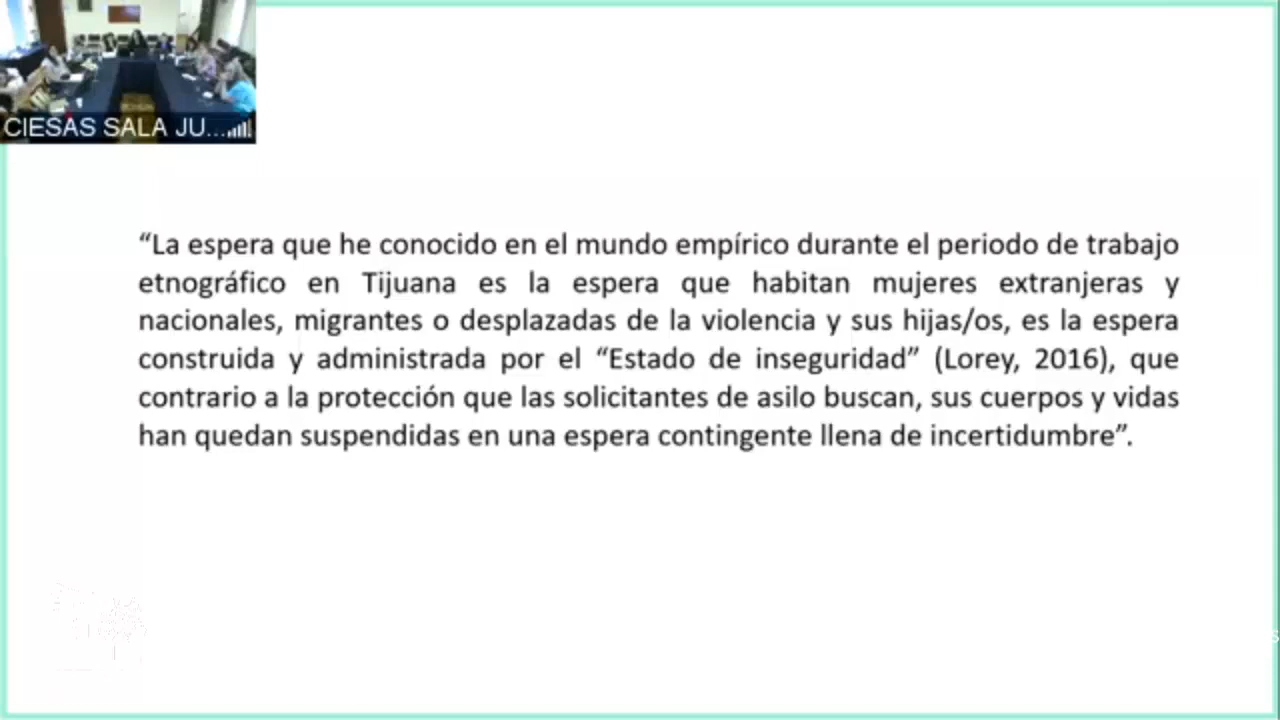 CIESAS SALA JU...
“La espera que he conocido en el mundo empírico durante el periodo de trabajo
etnográfico en Tijuana es la espera que habitan mujeres extranjeras y
nacionales, migrantes o desplazadas de la violencia y sus hijas/os, es la espera
construida y administrada por el “Estado de inseguridad” (Lorey, 2016), que
contrario a la protección que las solicitantes de asilo buscan, sus cuerpos y vidas
han quedan suspendidas en una espera contingente llena de incertidumbre”.